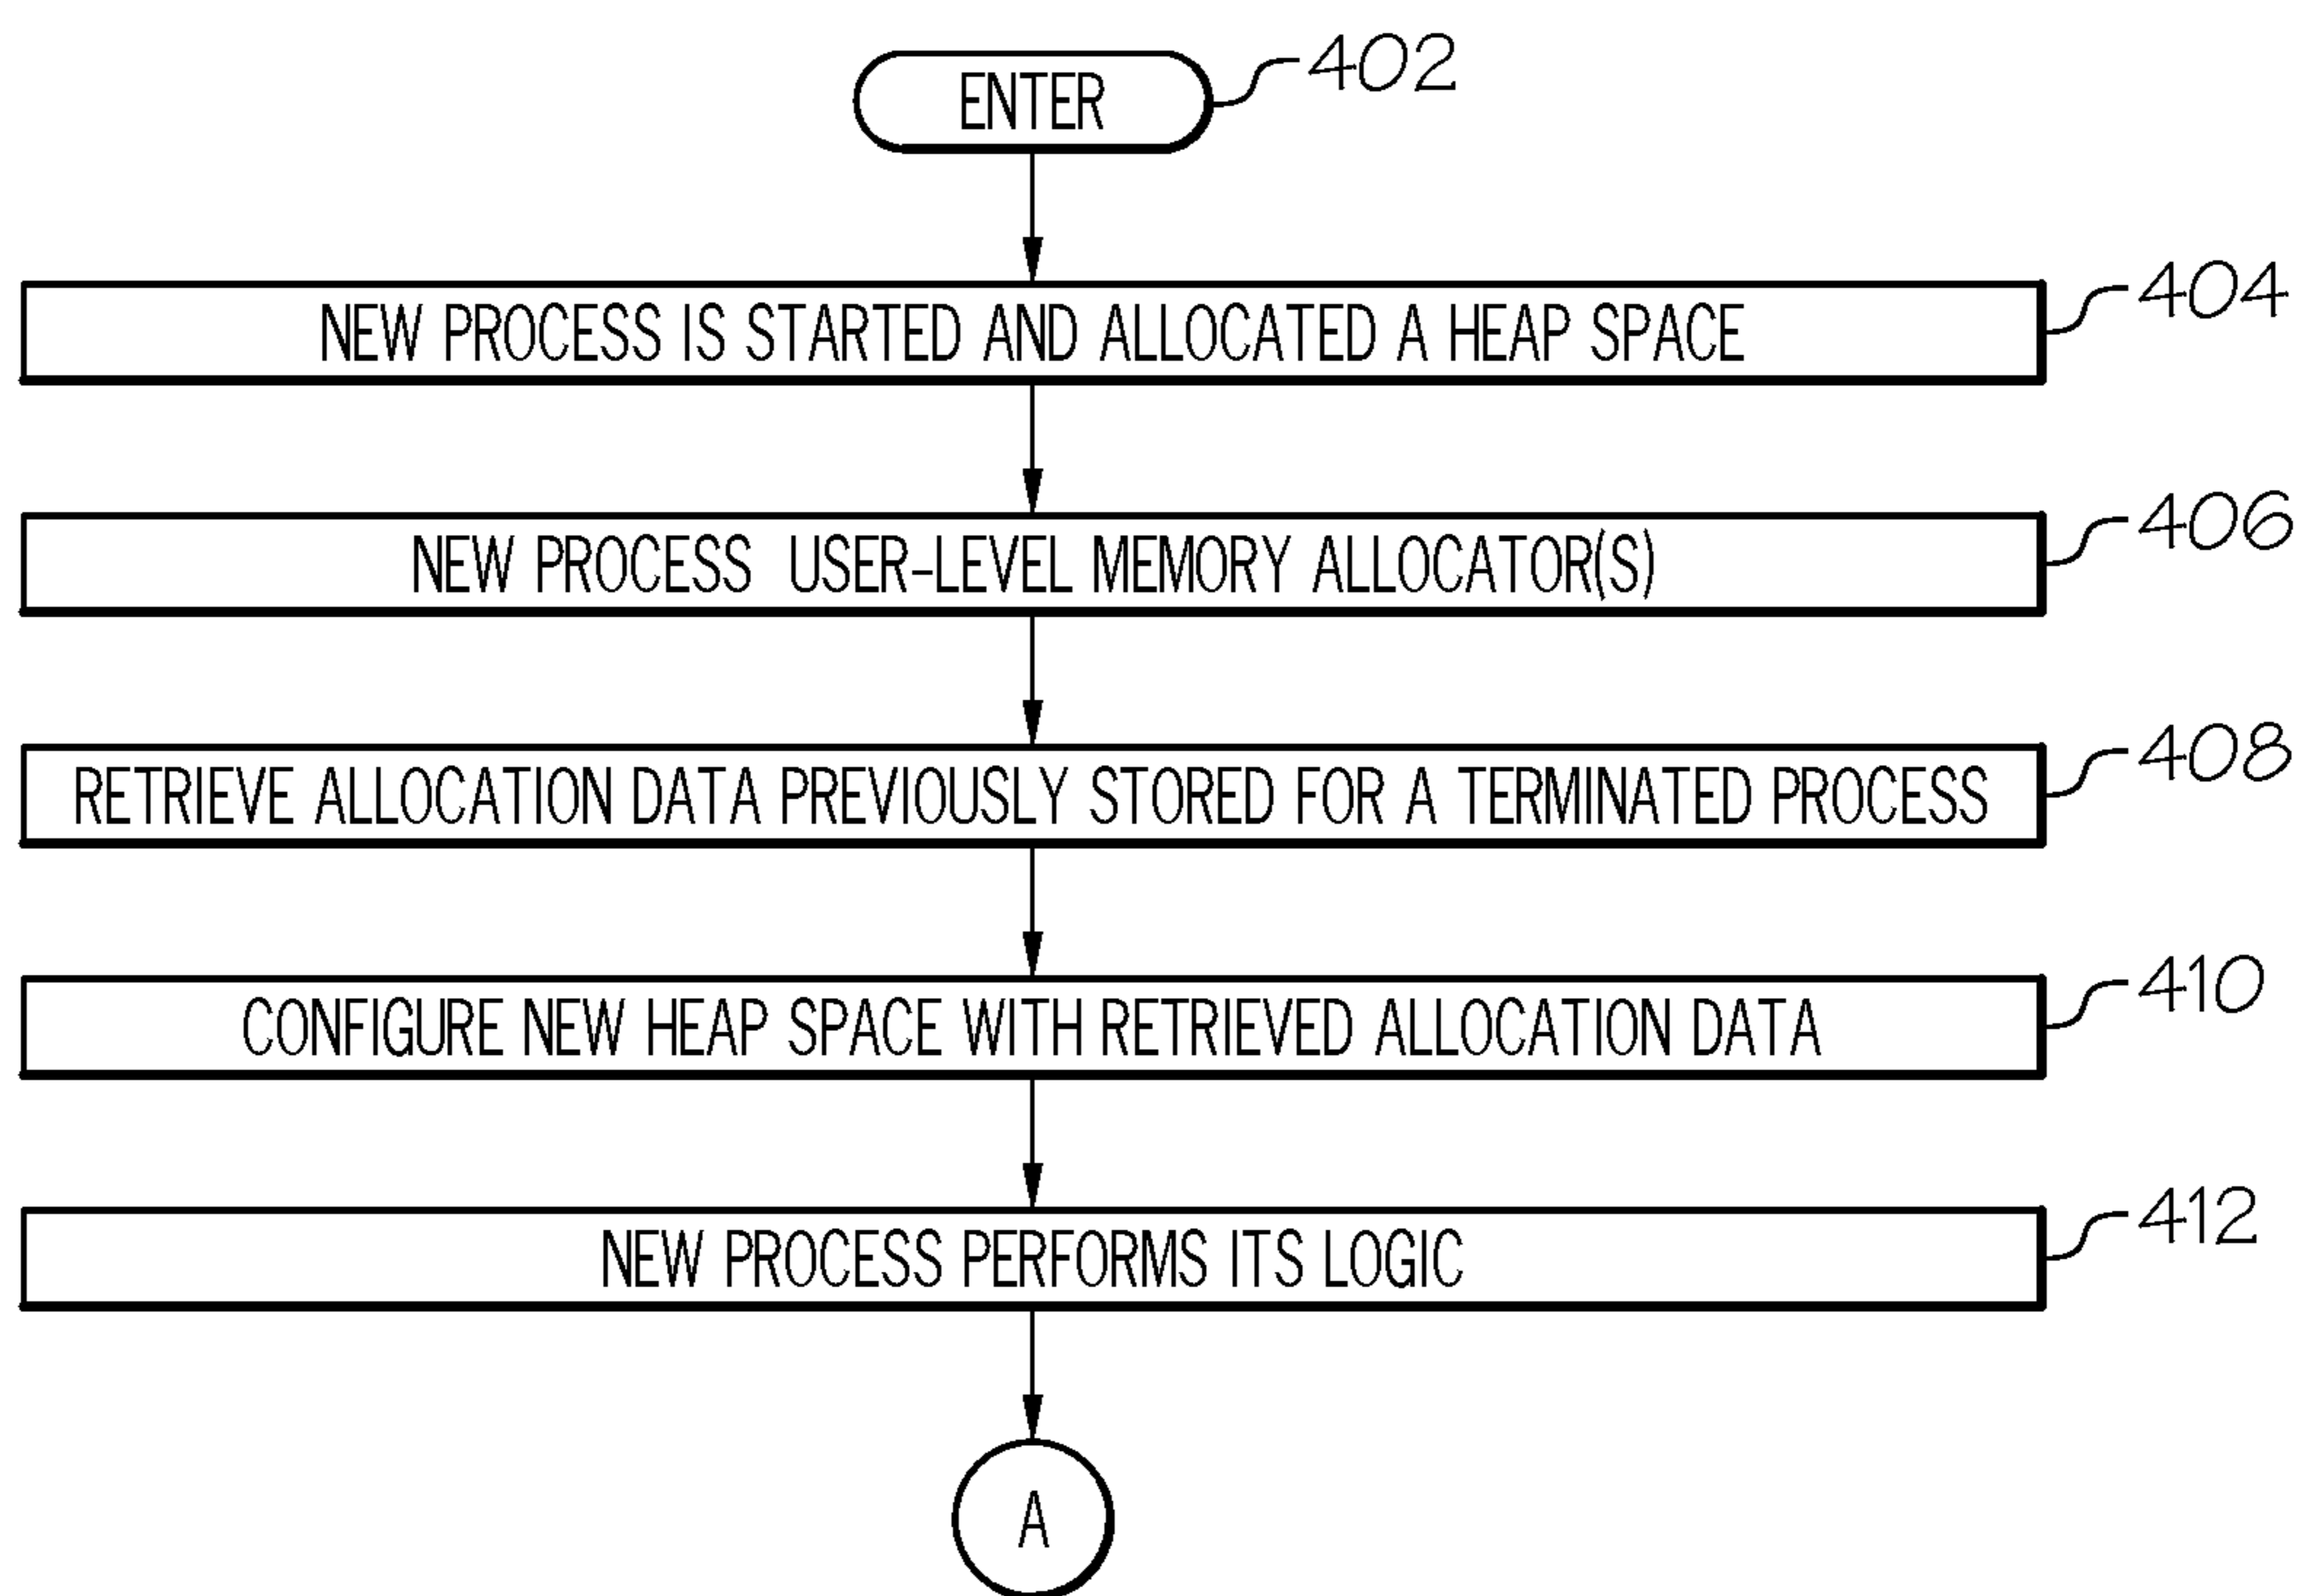 ENTER
402
NEW PROCESS IS STARTED AND ALLOCATED A HEAP SPACE
404
NEW PROCESS USER-LEVEL MEMORY ALLOCATOR(S)
406
RETRIEVE ALLOCATION DATA PREVIOUSLY STORED FOR A TERMINATED PROCESS
408
CONFIGURE NEW HEAP SPACE WITH RETRIEVED ALLOCATION DATA
410
NEW PROCESS PERFORMS ITS LOGIC
412
A